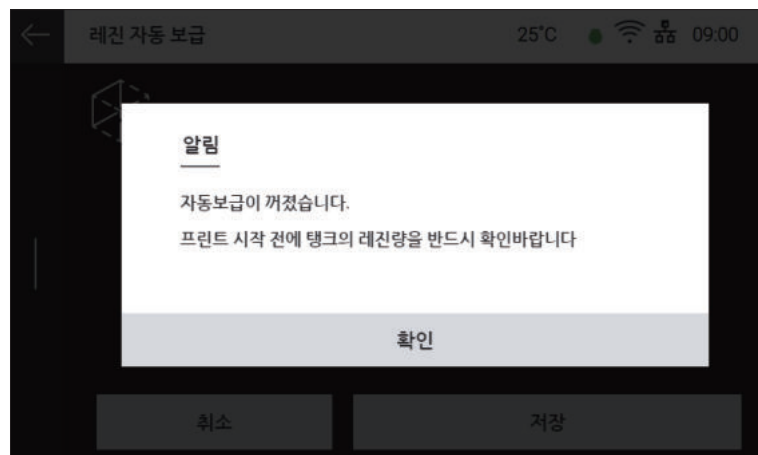 레진 자동 보급 25°C 09:00
알림
자동보급이 꺼졌습니다.
프린트 시작 전에 탱크의 레진량을 반드시 확인바랍니다
확인
취소 저장